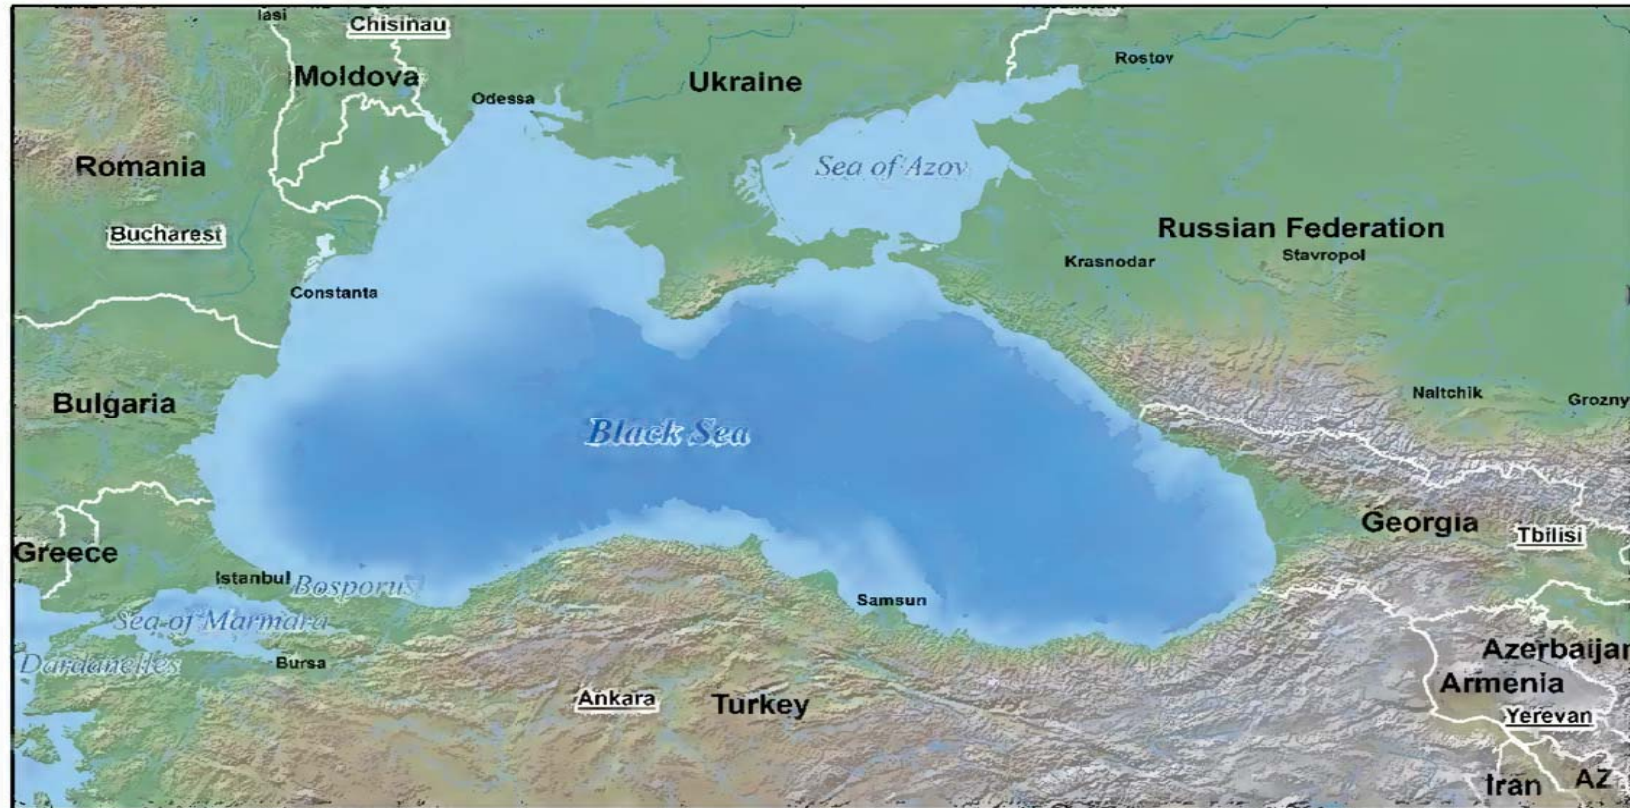 Iasi
Chisinau
Moldova
Ukraine
Rostov
Odessa
Romania
Sea of Azov
Bucharest
Russian Federation
Stavropol
Krasnodar
Constanta
Bulgaria
Naltchik
Grozny
Black Sea
Georgia
Tbilisi
Greece
Istanbul
Bosporus
Samsun
Sea of Marmara
Dardanelles
Bursa
Azerbaijan
Armenia
Ankara
Turkey
Yerevan
Iran
AZ